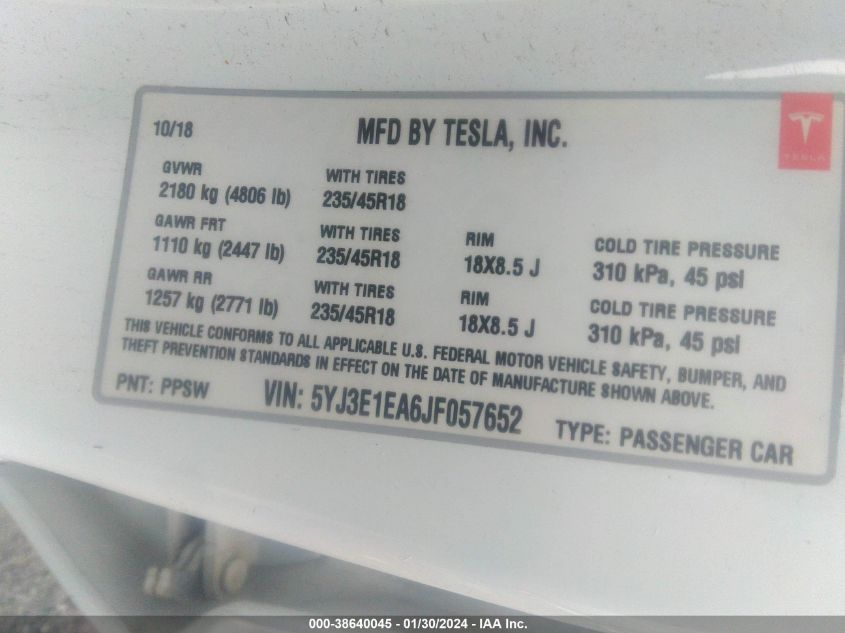 10/18
MFD BY TESLA, INC.
TESLA
GVWR
2180 kg (4806 lb)
WITH TIRES
235/45R18
GAWR FRT
1110 kg (2447 lb)
WITH TIRES
235/45R18
RIM
18X8.5 J
COLD TIRE PRESSURE
310 kPa, 45 psi
GAWR RR
1257 kg (2771 lb)
WITH TIRES
235/45R18
RIM
18X8.5 J
COLD TIRE PRESSURE
310 kPa, 45 psi
THIS VEHICLE CONFORMS TO ALL APPLICABLE U.S. FEDERAL MOTOR VEHICLE SAFETY, BUMPER, AND
THEFT PREVENTION STANDARDS IN EFFECT ON THE DATE OF MANUFACTURE SHOWN ABOVE.
PNT: PPSW
VIN: 5YJ3E1EA6JF057652
TYPE: PASSENGER CAR
000-38640045 - 01/30/2024 - IAA Inc.